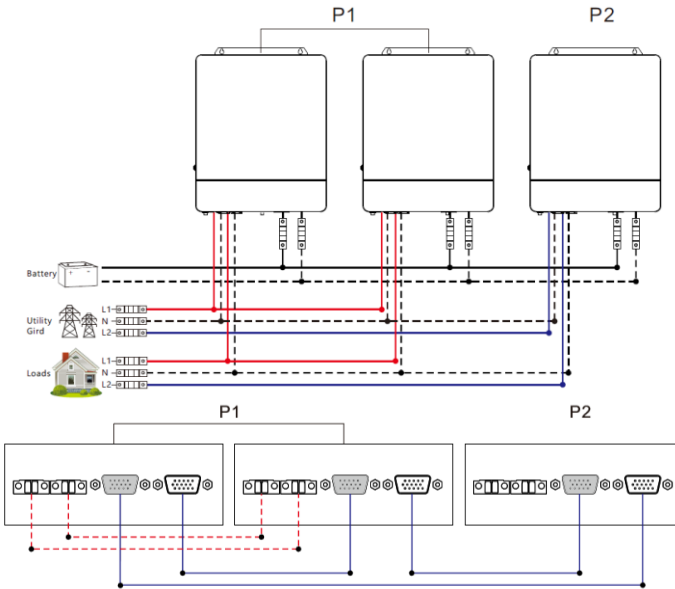 P1 P2
Battery
L1
Utility N
Gird L2
L1
Loads N
L2
P1 P2